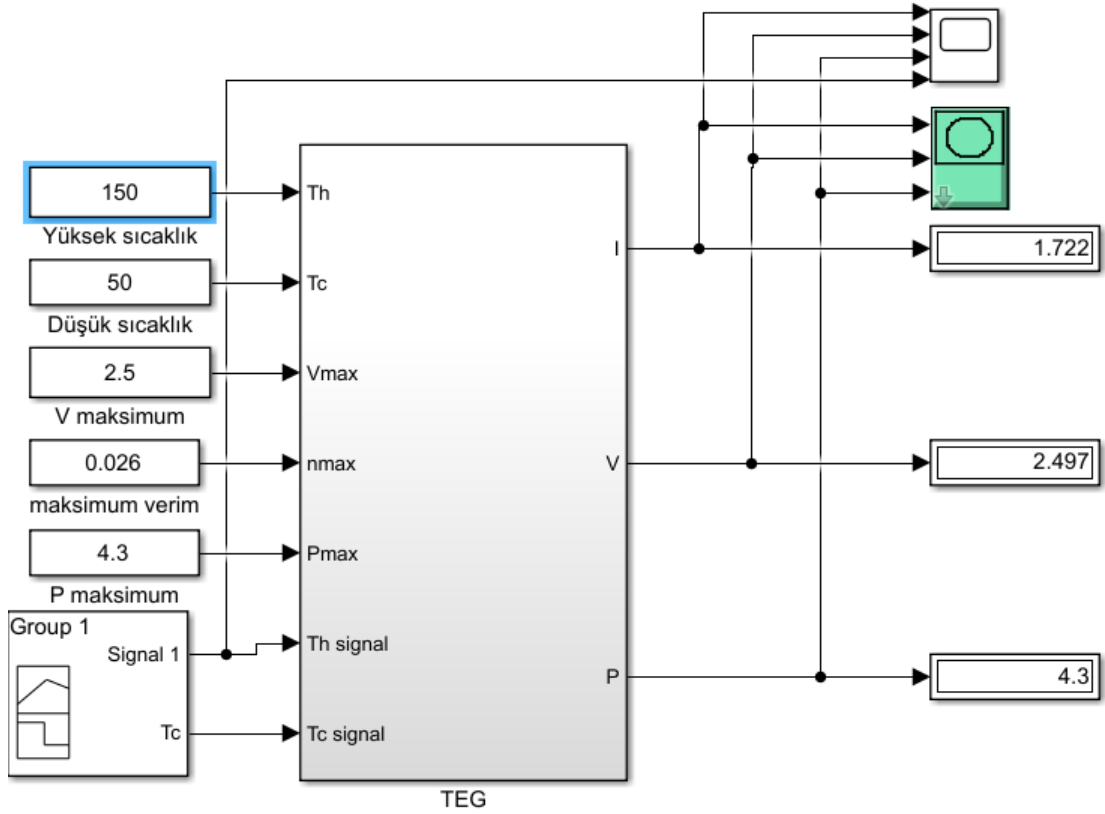 150
Yüksek sıcaklık
50
Düşük sıcaklık
2.5
V maksimum
0.026
maksimum verim
4.3
P maksimum
Group 1
Signal 1
Tc
Th
Tc
Vmax
nmax
Pmax
Th signal
Tc signal
I
V
P
TEG
1.722
2.497
4.3